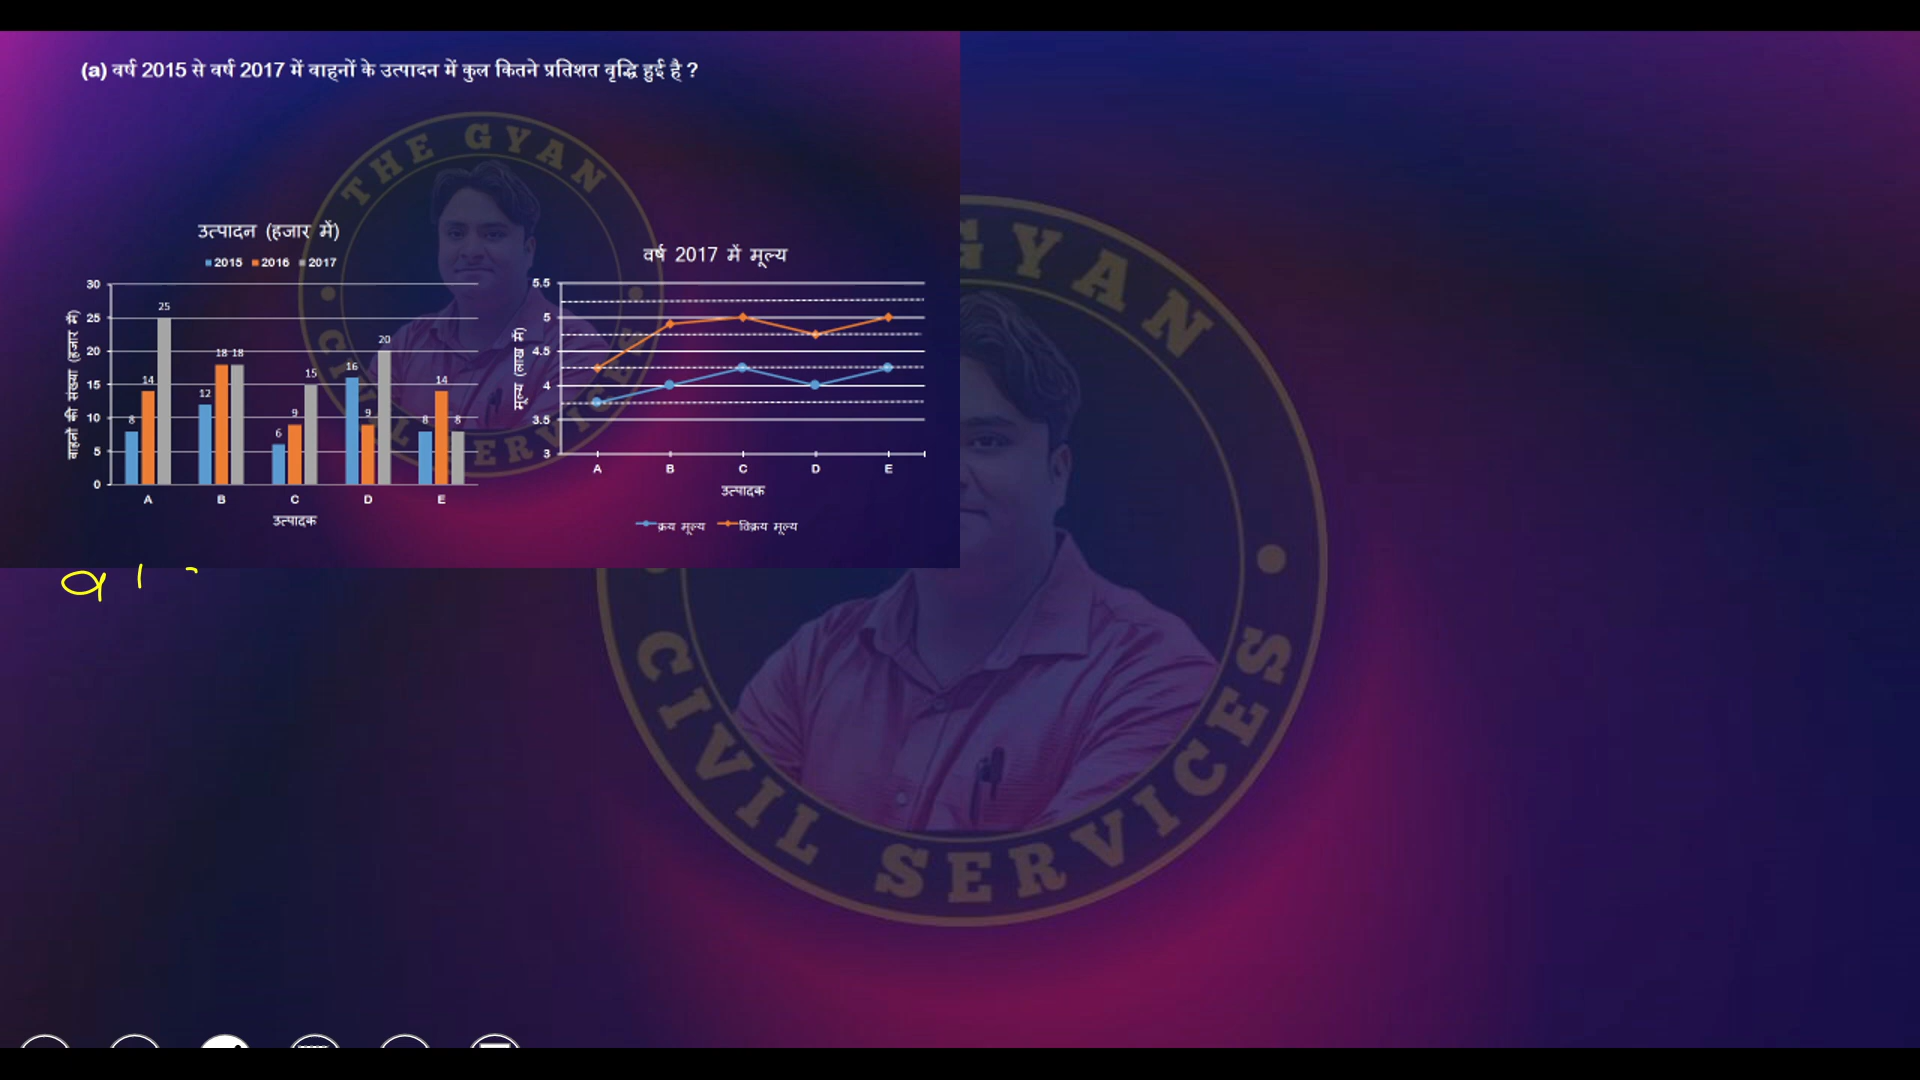 (a) वर्ष 2015 से वर्ष 2017 में वाहनों के उत्पादन में कुल कितने प्रतिशत वृद्धि हुई है ?
THE GYAN
CIVIL SERVICES
उत्पादन (हजार में)
2015 2016 2017
वाहनों की संख्या (हजार में)
30
25
20
15
10
5
0
8 14 25
12 18 18
6 9 15
16 9 20
8 14 8
A B C D E
उत्पादक
वर्ष 2017 में मूल्य
मूल्य (लाख में)
5.5
5
4.5
4
3.5
3
A B C D E
उत्पादक
क्रय मूल्य विक्रय मूल्य
GYAN
CIVIL SERVICES